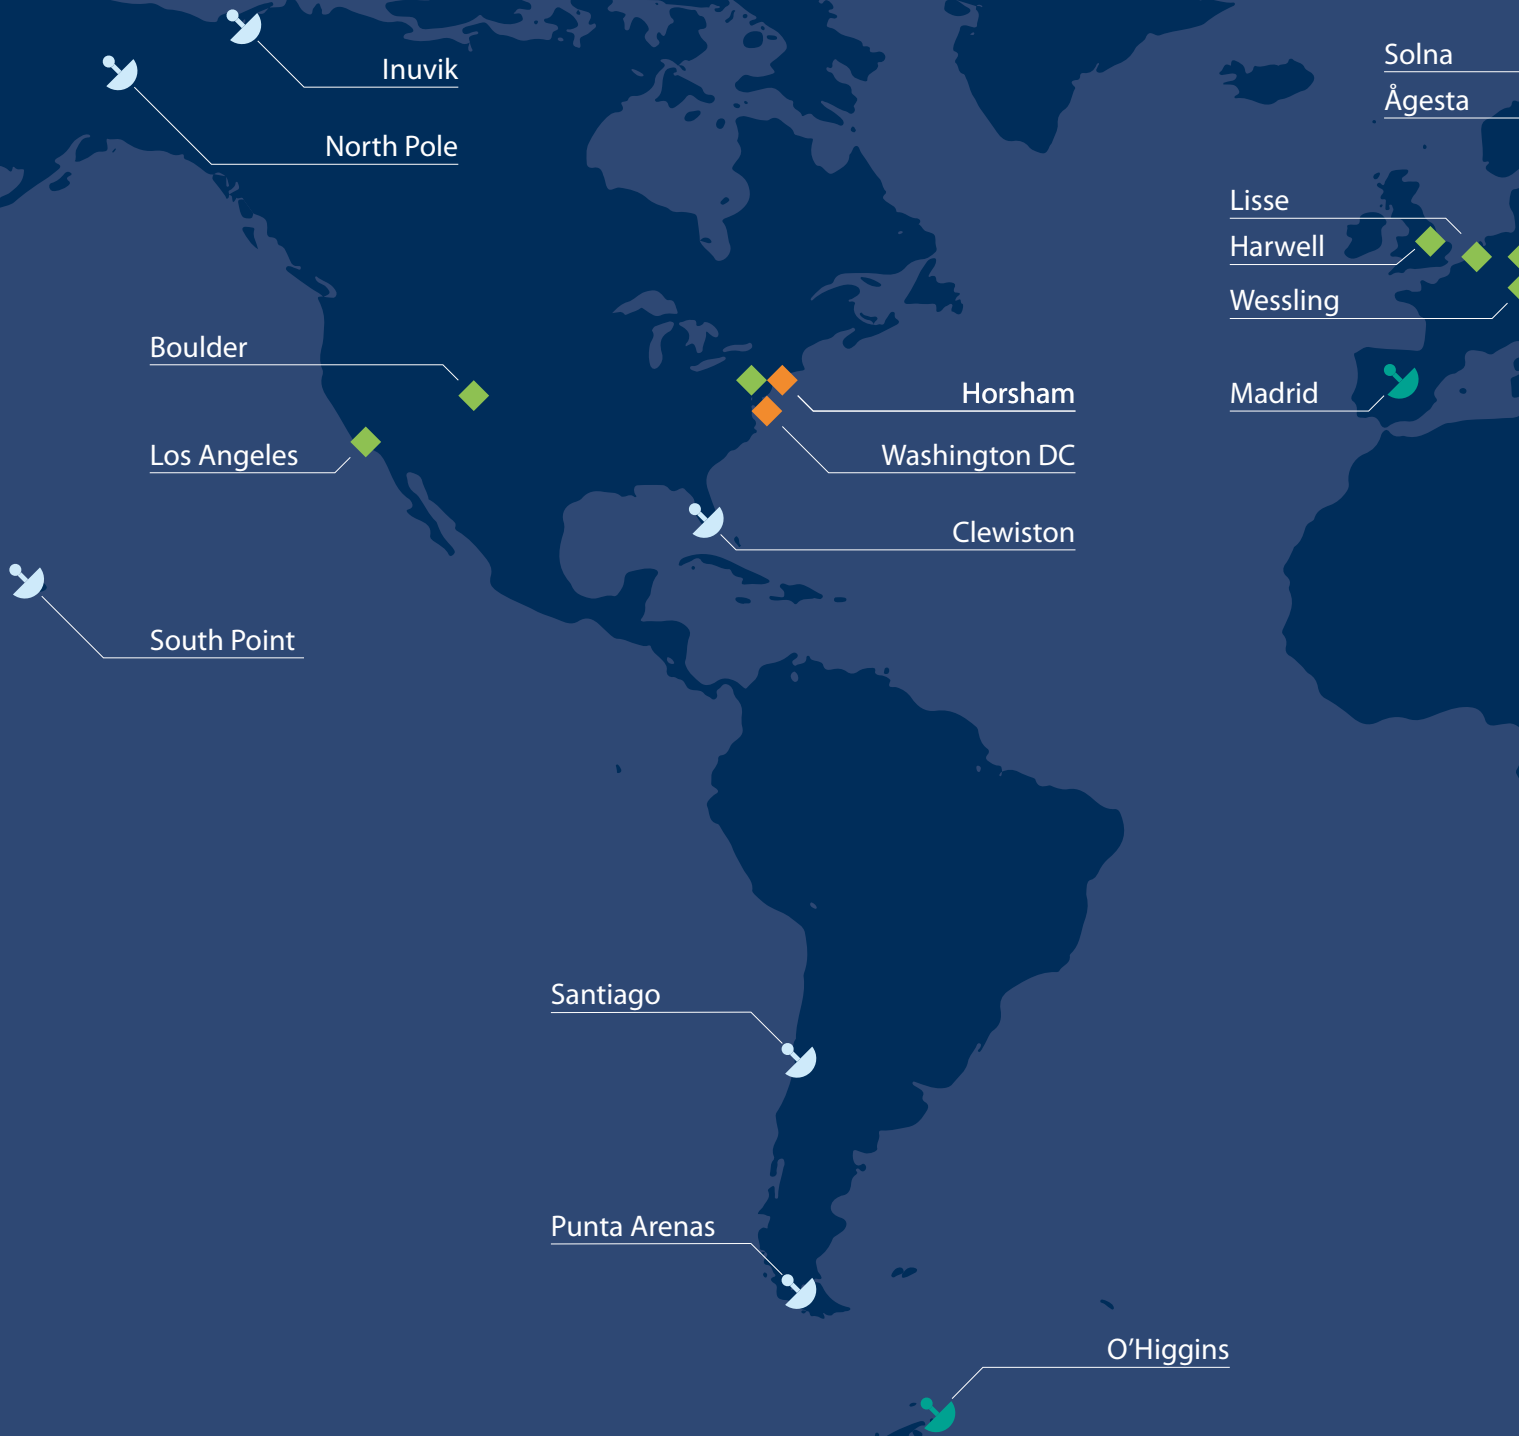 Inuvik
North Pole
Solna
Ågesta
Lisse
Harwell
Wessling
Boulder
Horsham
Madrid
Los Angeles
Washington DC
Clewiston
South Point
Santiago
Punta Arenas
O’Higgins